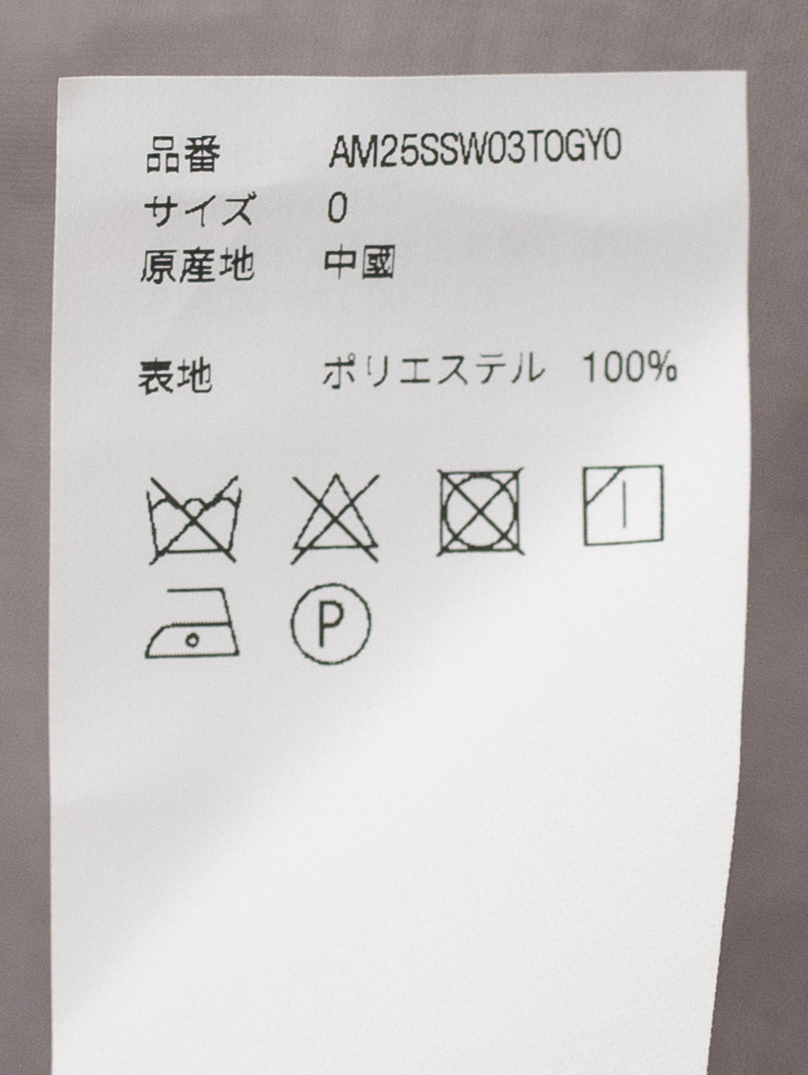 品番 AM25SSW03TOGY0
サイズ 0
原産地 中國
表地 ポリエステル 100%
P